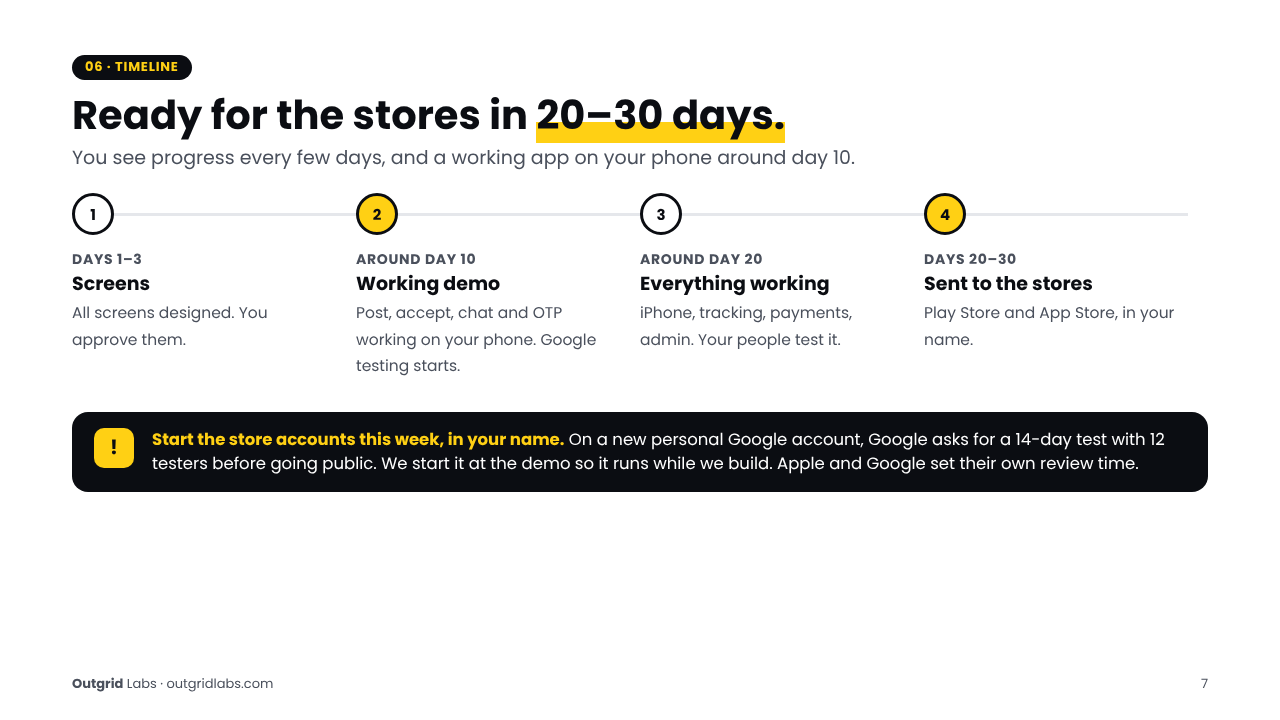 06 · TIMELINE
Ready for the stores in 20–30 days.
You see progress every few days, and a working app on your phone around day 10.
1
DAYS 1–3
Screens
All screens designed. You
approve them.
2
AROUND DAY 10
Working demo
Post, accept, chat and OTP
working on your phone. Google
testing starts.
3
AROUND DAY 20
Everything working
iPhone, tracking, payments,
admin. Your people test it.
4
DAYS 20–30
Sent to the stores
Play Store and App Store, in your
name.
!
Start the store accounts this week, in your name. On a new personal Google account, Google asks for a 14-day test with 12
testers before going public. We start it at the demo so it runs while we build. Apple and Google set their own review time.
Outgrid Labs · outgridlabs.com
7